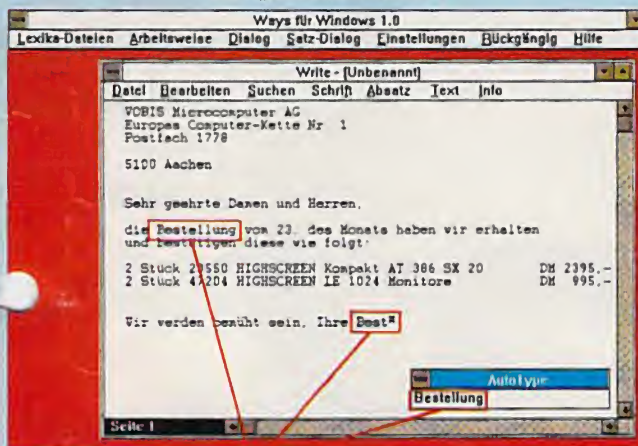 Ways für Windows 1.0
Lexika-Dateien Arbeitsweise Dialog Satz-Dialog Einstellungen Rückgängig Hilfe
Write - [Unbenannt]
Datei Bearbeiten Suchen Schrift Absatz Text Info
VOBIS Microcomputer AG
Europas Computer-Kette Nr 1
Postfach 1778
5100 Aachen
Sehr geehrte Damen und Herren,
die Bestellung vom 23. des Monats haben wir erhalten
und bestätigen diese wie folgt:
2 Stück HIGHSCREEN Kompakt AT 386 SX 20 DM 2395,-
2 Stück HIGHSCREEN LE 1024 Monitore DM 995,-
Wir werden bemüht sein, Ihre Best¤
AutoType
Bestellung
Seite 1